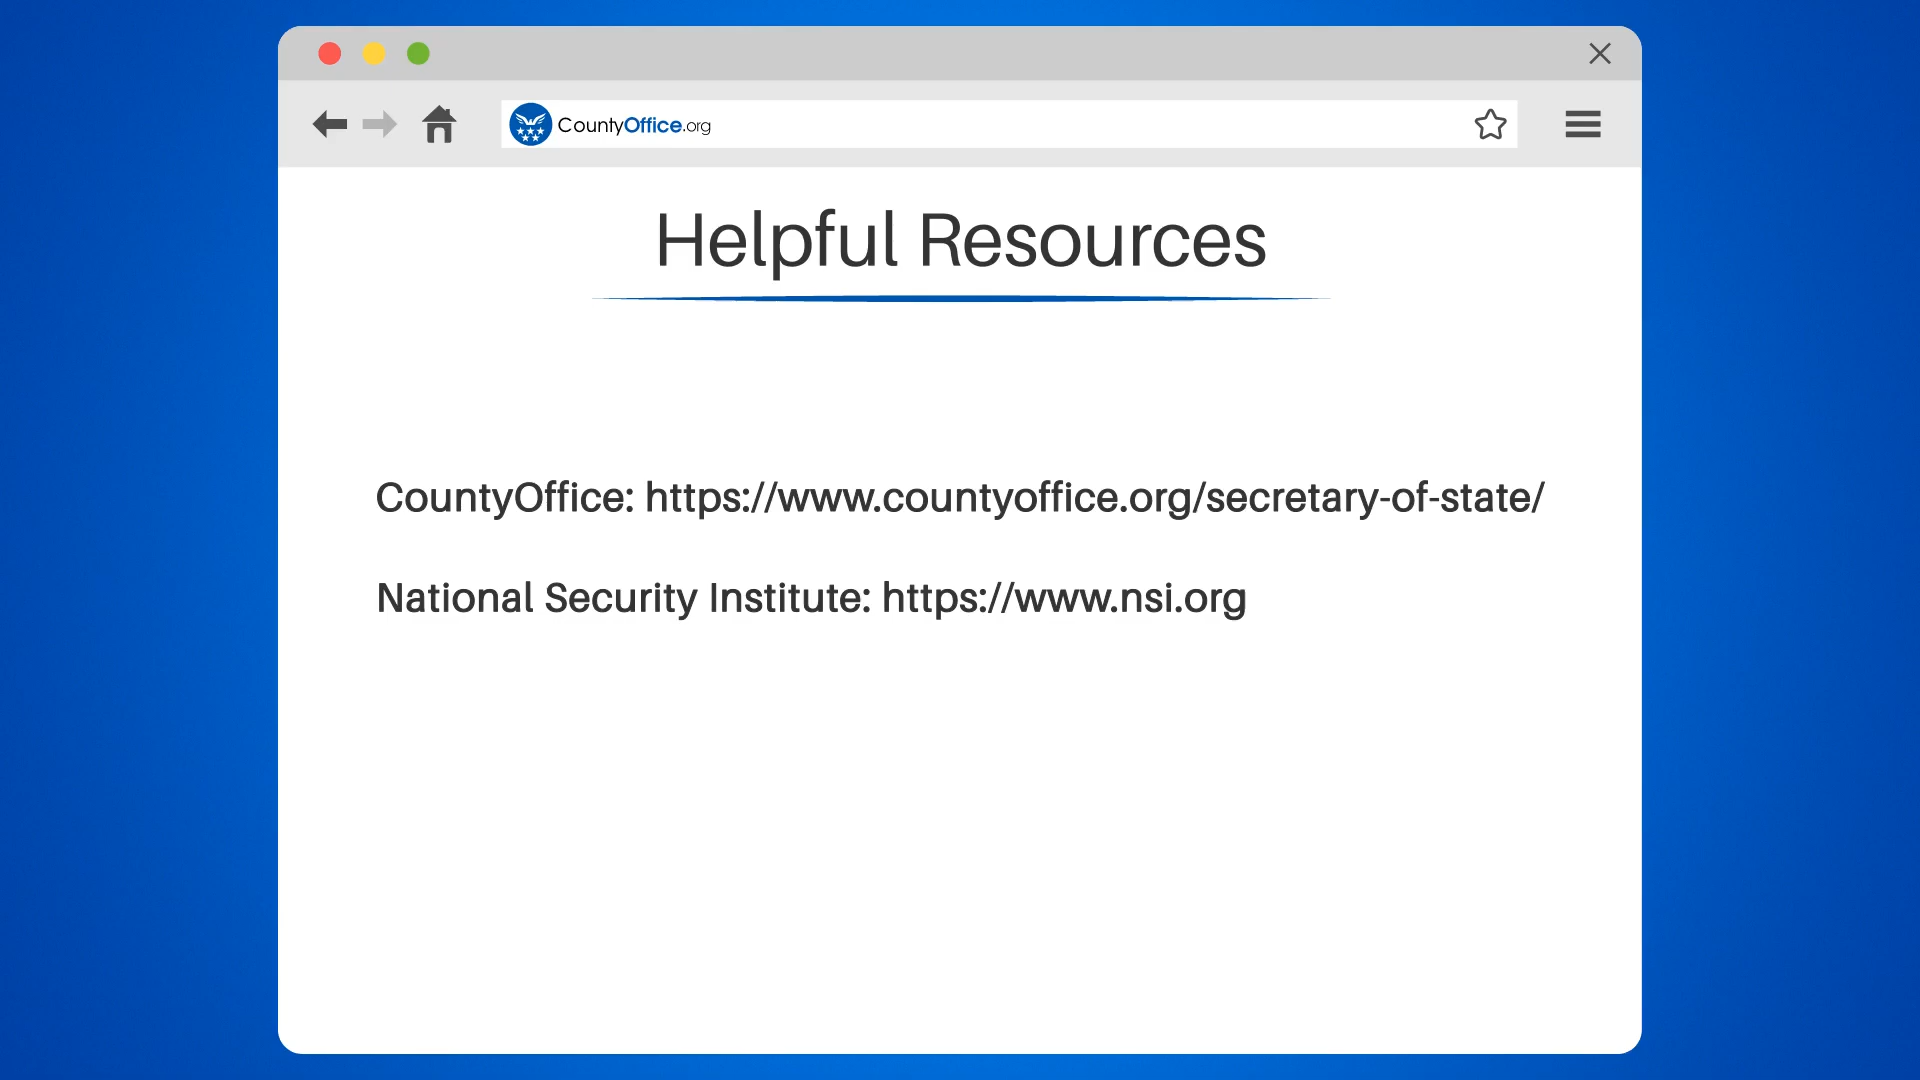 CountyOffice.org
Helpful Resources
CountyOffice: https://www.countyoffice.org/secretary-of-state/
National Security Institute: https://www.nsi.org